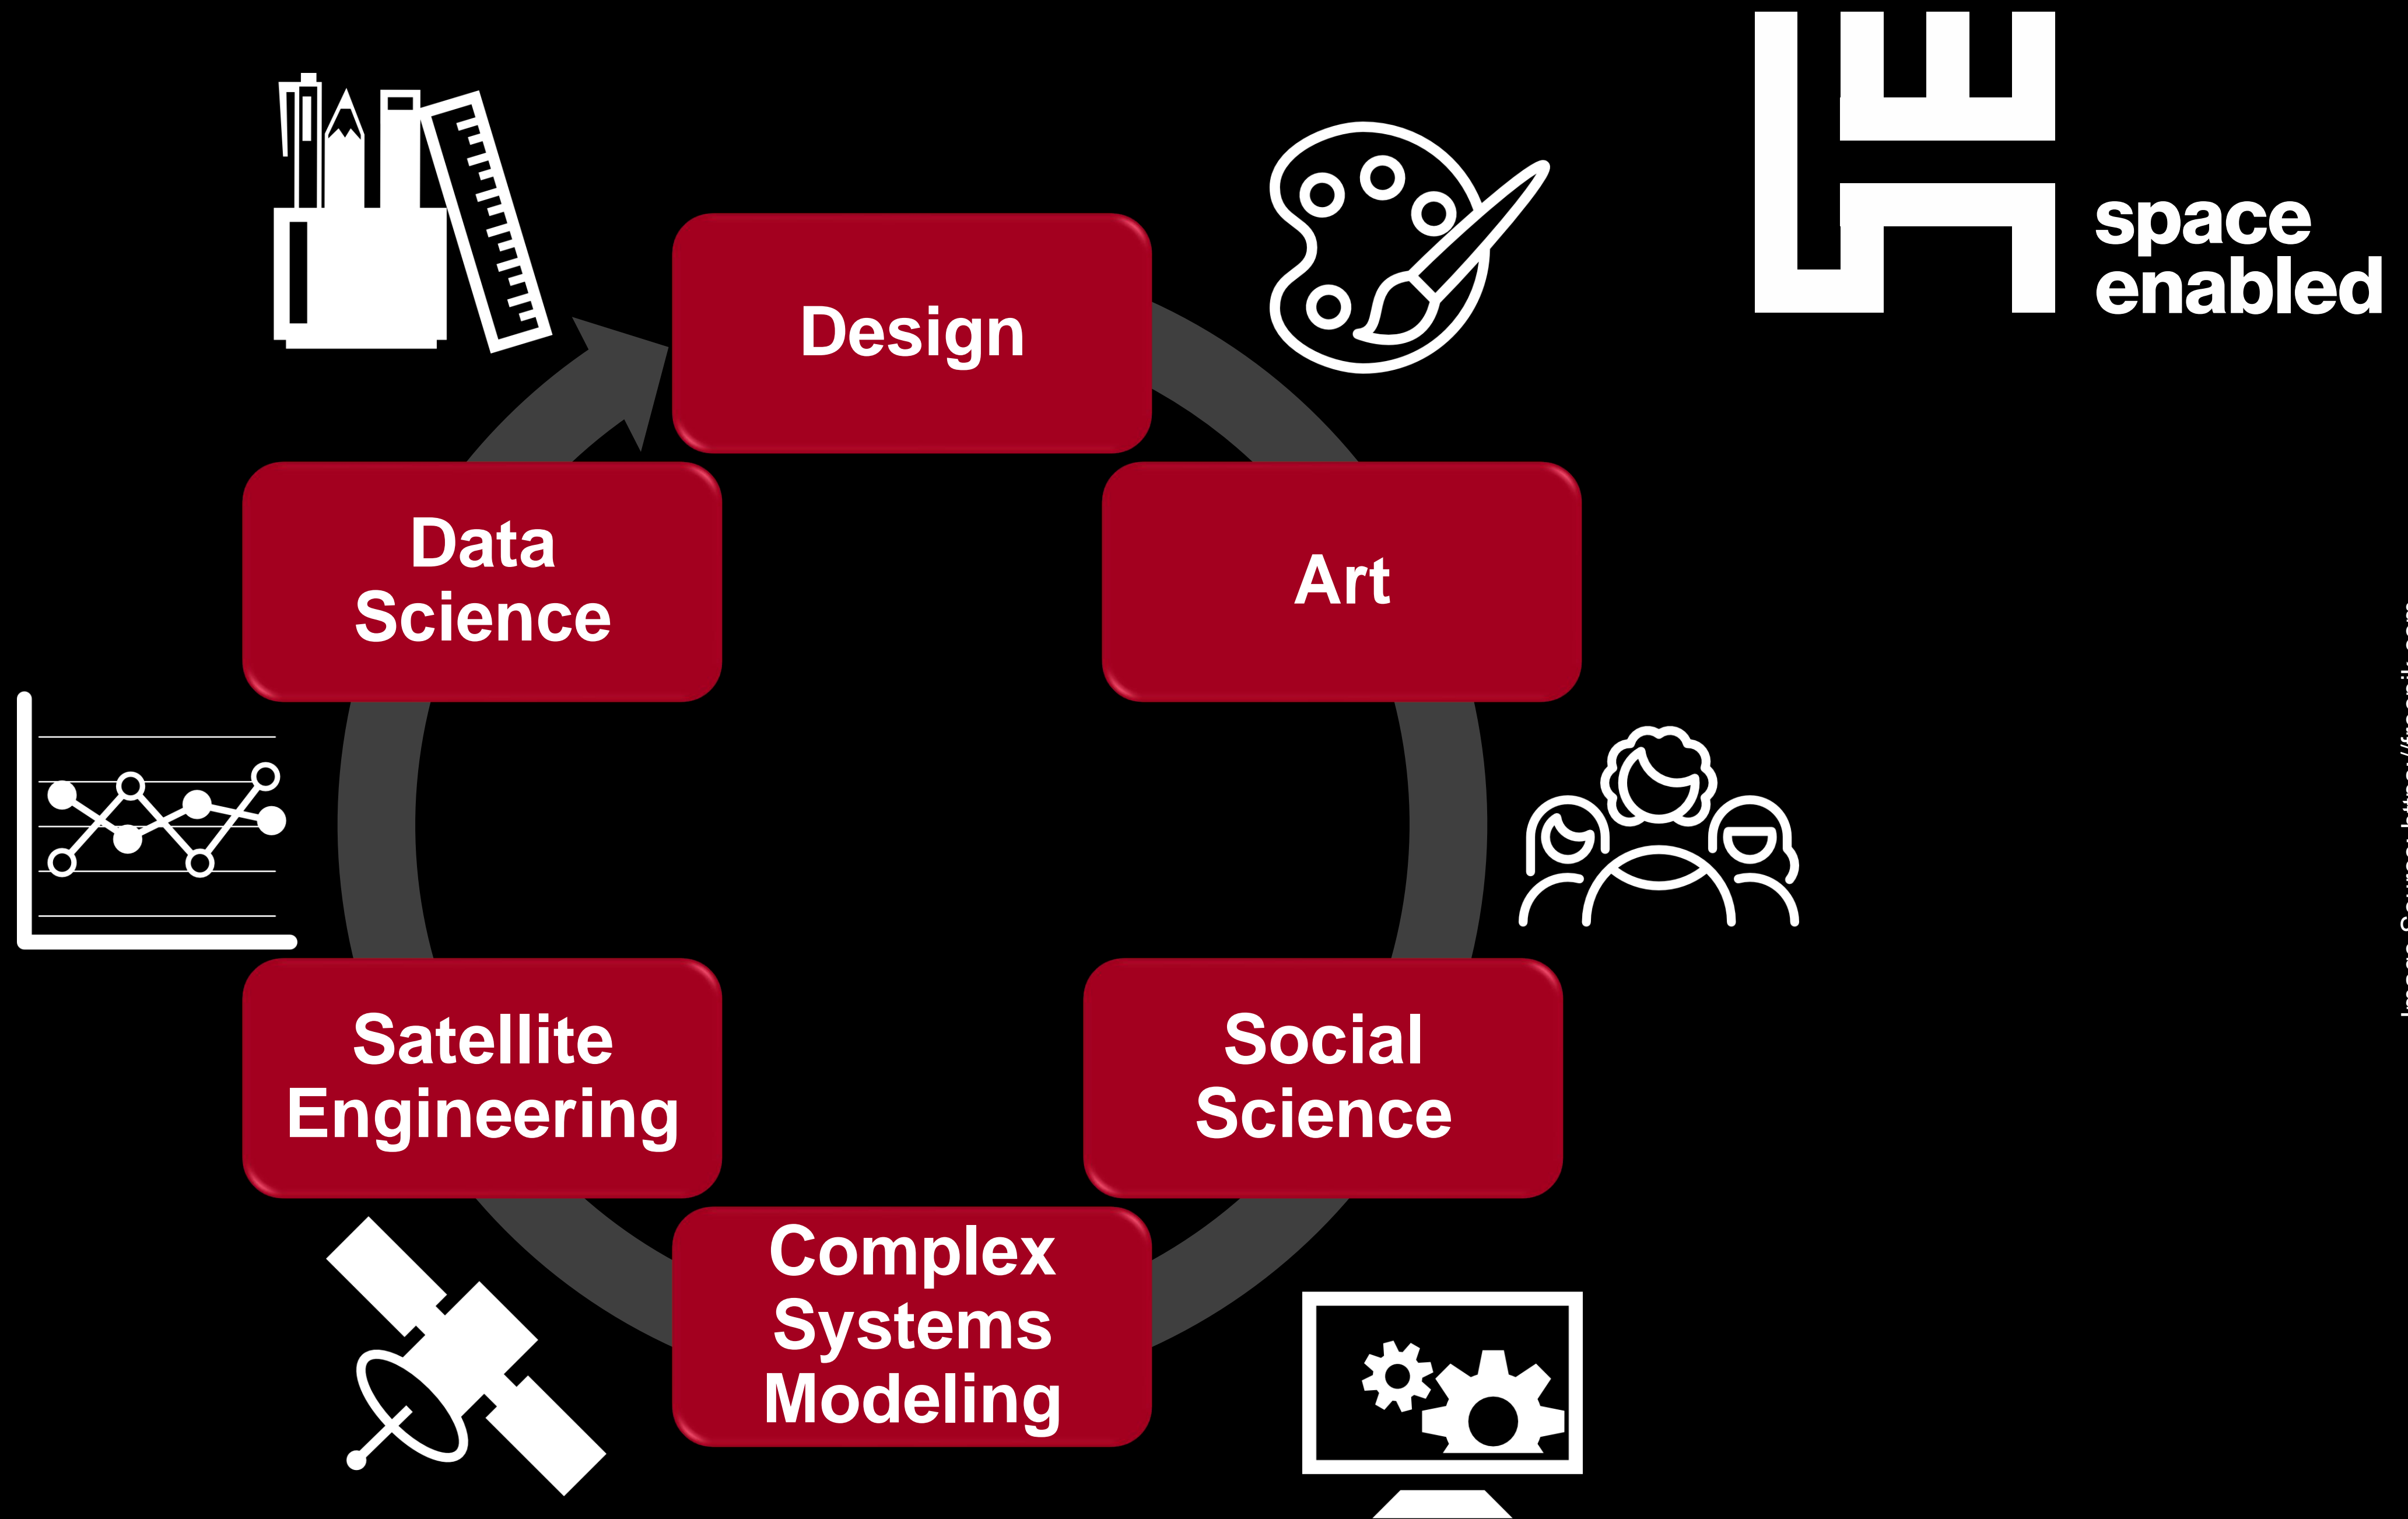 space
enabled
Design
Art
Social
Science
Complex
Systems
Modeling
Satellite
Engineering
Data
Science